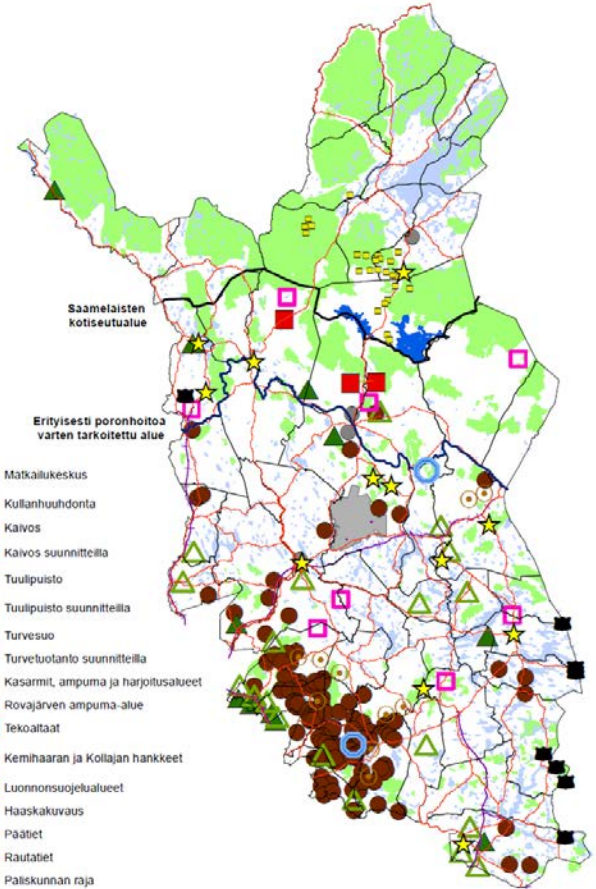 Saamelaisten
kotiseutualue
Erityisesti poronhoitoa
varten tarkoitettu alue
Matkailukeskus
Kullanhuuhdonta
Kaivos
Kaivos suunnitteilla
Tuulipuisto
Tuulipuisto suunnitteilla
Turvesuo
Turvetuotanto suunnitteilla
Kasarmit, ampuma ja harjoitusalueet
Rovajärven ampuma-alue
Tekoaltaat
Kemihaaran ja Kollajan hankkeet
Luonnonsuojelualueet
Haaskakuvaus
Päätiet
Rautatiet
Paliskunnan raja